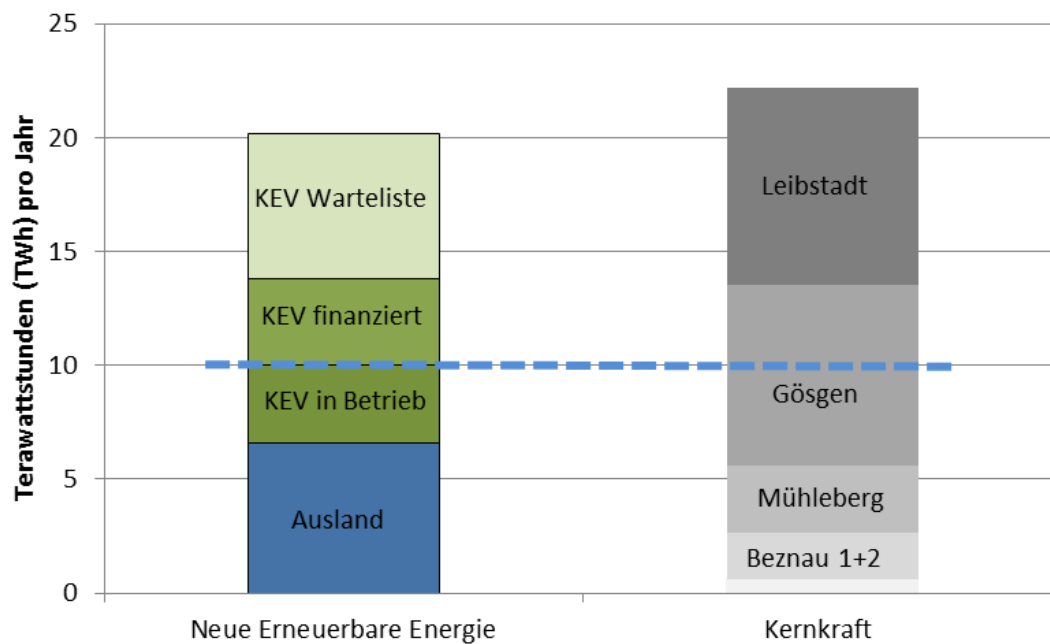 Terawattstunden (TWh) pro Jahr
25
20
15
10
5
0
KEV Warteliste
KEV finanziert
KEV in Betrieb
Ausland
Leibstadt
Gösgen
Mühleberg
Beznau 1+2
Neue Erneuerbare Energie
Kernkraft